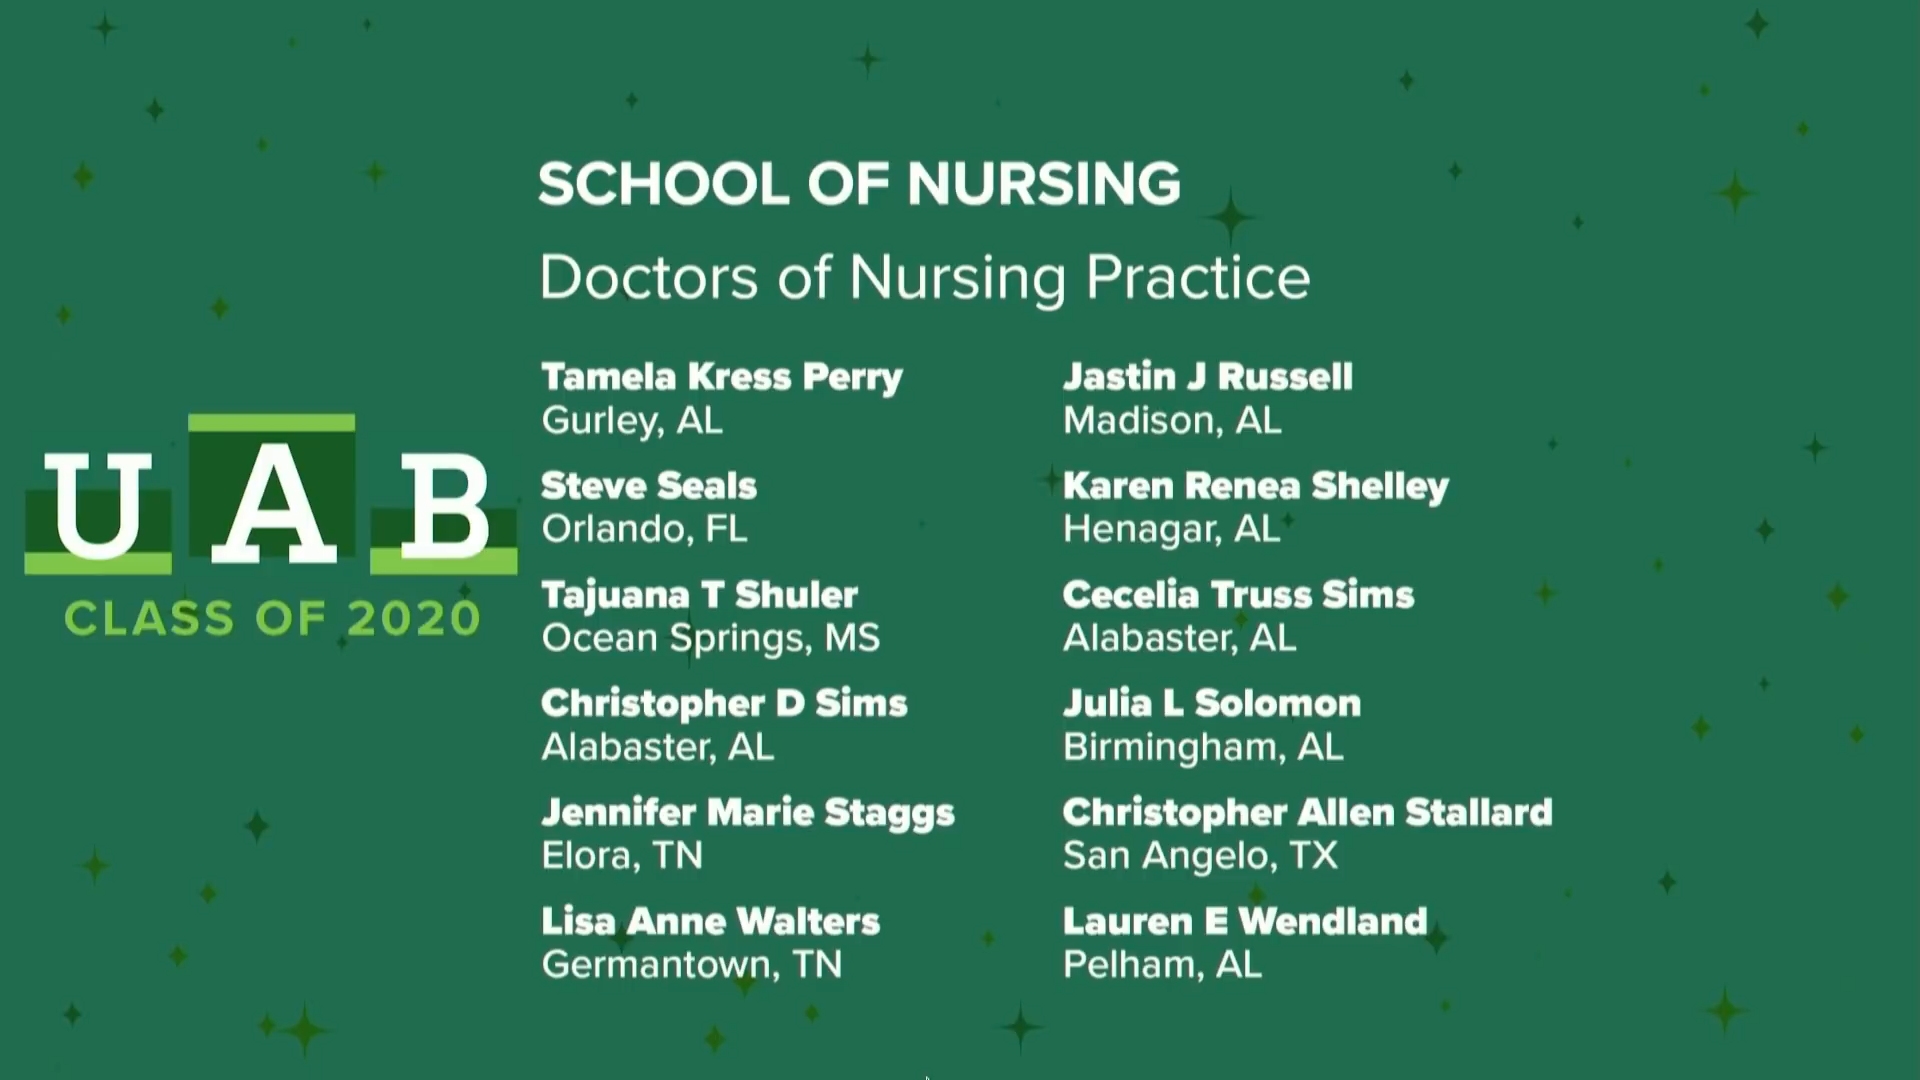 UAB
CLASS OF 2020
SCHOOL OF NURSING
Doctors of Nursing Practice
Tamela Kress Perry
Gurley, AL
Jastin J Russell
Madison, AL
Steve Seals
Orlando, FL
Karen Renea Shelley
Henagar, AL
Tajuana T Shuler
Ocean Springs, MS
Cecelia Truss Sims
Alabaster, AL
Christopher D Sims
Alabaster, AL
Julia L Solomon
Birmingham, AL
Jennifer Marie Staggs
Elora, TN
Christopher Allen Stallard
San Angelo, TX
Lisa Anne Walters
Germantown, TN
Lauren E Wendland
Pelham, AL